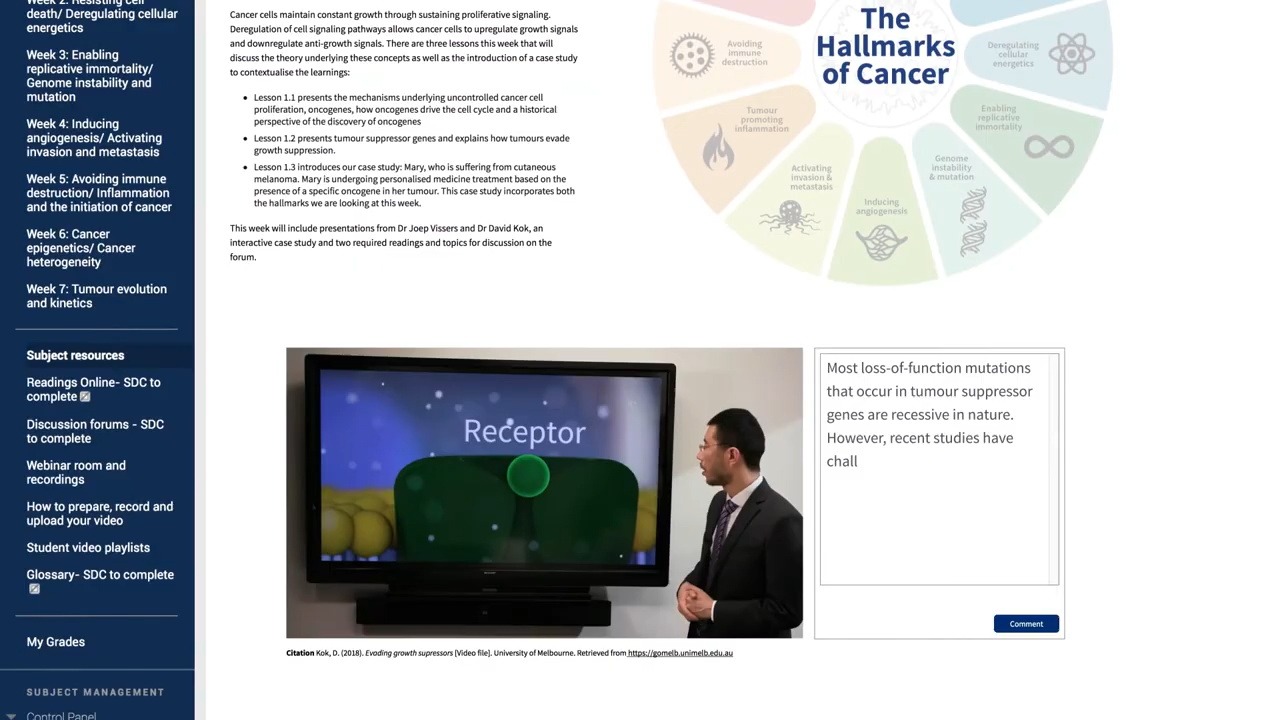 Week 2: Resisting cell
death/ Deregulating cellular
energetics
Week 3: Enabling
replicative immortality/
Genome instability and
mutation
Week 4: Inducing
angiogenesis/ Activating
invasion and metastasis
Week 5: Avoiding immune
destruction/ Inflammation
and the initiation of cancer
Week 6: Cancer
epigenetics/ Cancer
heterogeneity
Week 7: Tumour evolution
and kinetics
Subject resources
Readings Online- SDC to
complete
Discussion forums - SDC
to complete
Webinar room and
recordings
How to prepare, record and
upload your video
Student video playlists
Glossary- SDC to complete
My Grades
SUBJECT MANAGEMENT
Control Panel
Cancer cells maintain constant growth through sustaining proliferative signaling.
Deregulation of cell signaling pathways allows cancer cells to upregulate growth signals
and downregulate anti-growth signals. There are three lessons this week that will
discuss the theory underlying these concepts as well as the introduction of a case study
to contextualise the learnings:
• Lesson 1.1 presents the mechanisms underlying uncontrolled cancer cell
proliferation, oncogenes, how oncogenes drive the cell cycle and a historical
perspective of the discovery of oncogenes
• Lesson 1.2 presents tumour suppressor genes and explains how tumours evade
growth suppression.
• Lesson 1.3 introduces our case study: Mary, who is suffering from cutaneous
melanoma. Mary is undergoing personalised medicine treatment based on the
presence of a specific oncogene in her tumour. This case study incorporates both
the hallmarks we are looking at this week.
This week will include presentations from Dr Joep Vissers and Dr David Kok, an
interactive case study and two required readings and topics for discussion on the
forum.
The
Hallmarks
of Cancer
Avoiding
immune
destruction
Tumour
promoting
inflammation
Activating
invasion &
metastasis
Inducing
angiogenesis
Genome
instability
& mutation
Enabling
replicative
immortality
Deregulating
cellular
energetics
Receptor
Most loss-of-function mutations
that occur in tumour suppressor
genes are recessive in nature.
However, recent studies have
chall
Comment
Citation Kok, D. (2018). Evading growth supressors [Video file]. University of Melbourne. Retrieved from https://gomelb.unimelb.edu.au